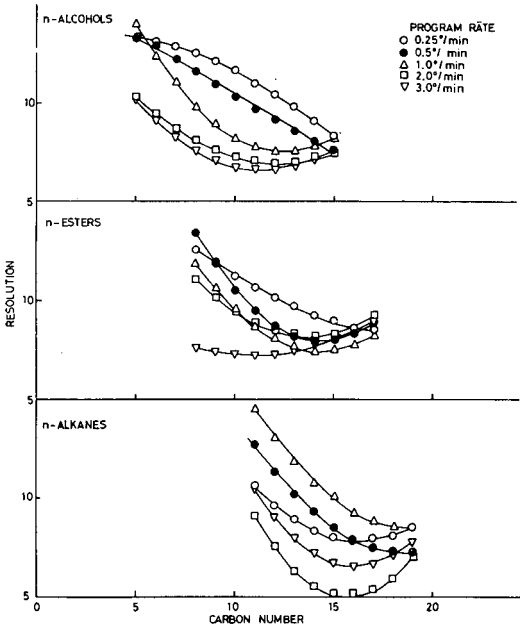 n-ALCOHOLS
PROGRAM RÄTE
0.25°/min
0.5°/min
1.0°/min
2.0°/min
3.0°/min
10
5
n-ESTERS
10
5
n-ALKANES
10
5
0
5
10
15
20
RESOLUTION
CARBON NUMBER